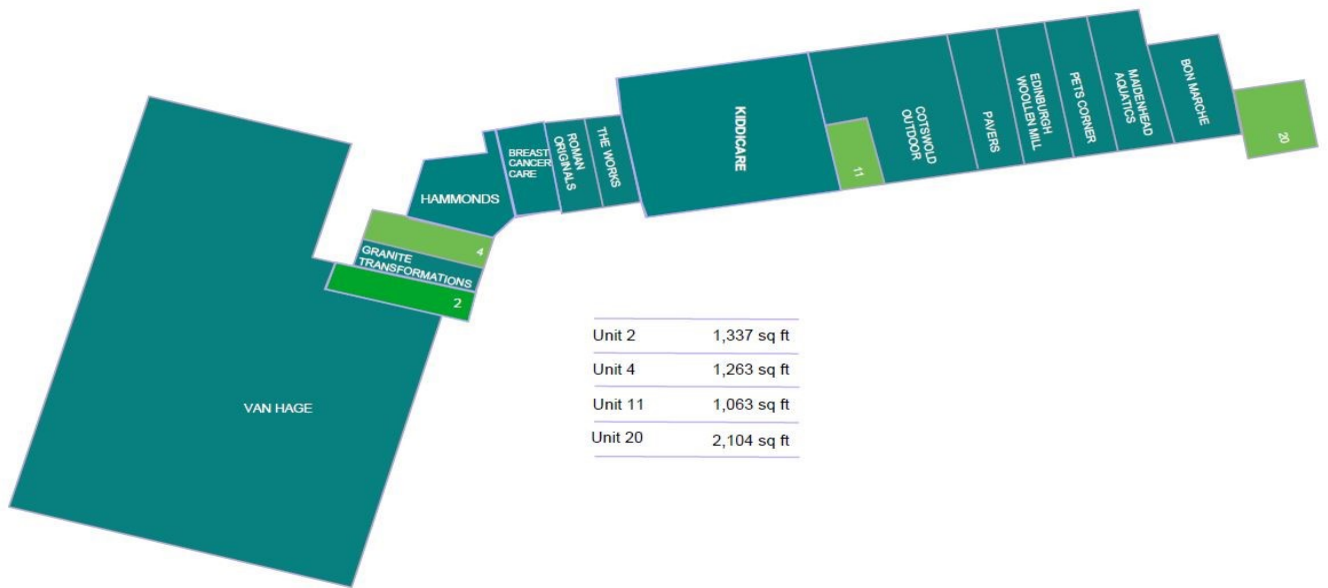 VAN HAGE
2
GRANITE
TRANSFORMATIONS
4
HAMMONDS
BREAST
CANCER
CARE
ROMAN
ORIGINALS
THE WORKS
KIDDICARE
11
COTSWOLD
OUTDOOR
PAVERS
EDINBURGH
WOOLLEN MILL
PETS CORNER
MAIDENHEAD
AQUATICS
BON MARCHE
20
Unit 2 1,337 sq ft
Unit 4 1,263 sq ft
Unit 11 1,063 sq ft
Unit 20 2,104 sq ft